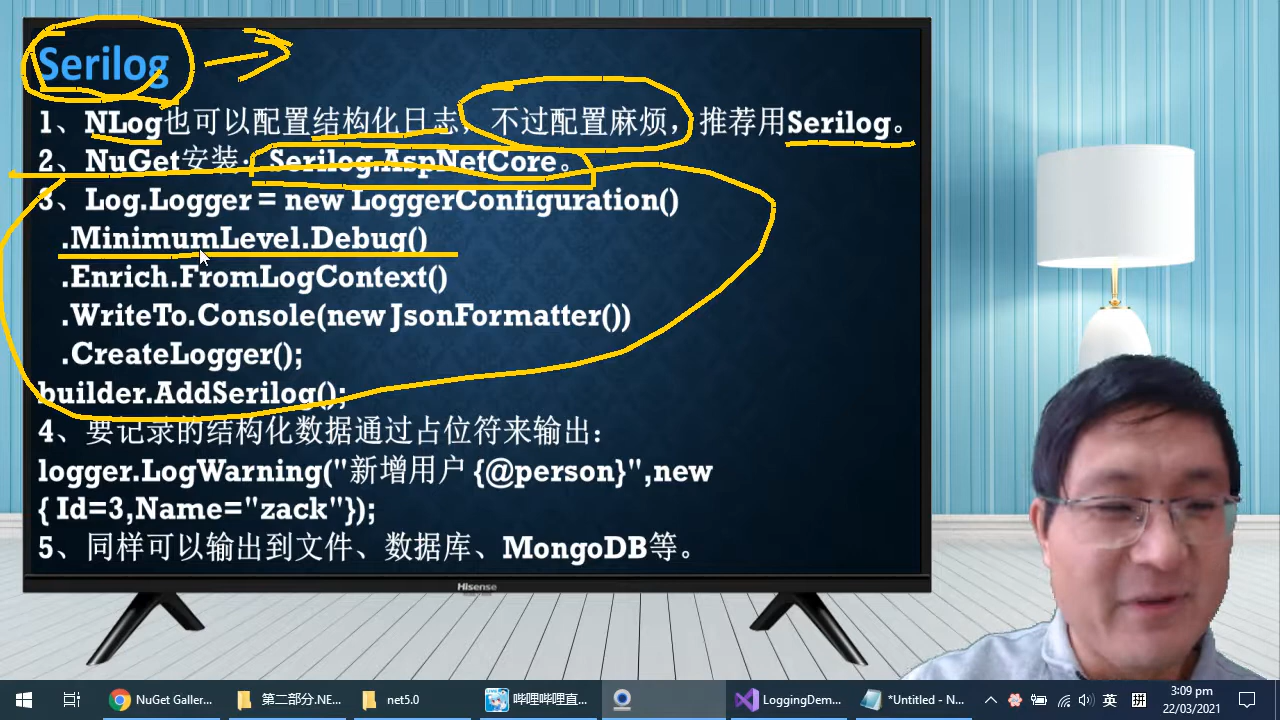 Serilog
1、NLog也可以配置结构化日志，不过配置麻烦，推荐用Serilog。
2、NuGet安装：Serilog.AspNetCore。
3、Log.Logger = new LoggerConfiguration()
.MinimumLevel.Debug()
.Enrich.FromLogContext()
.WriteTo.Console(new JsonFormatter())
.CreateLogger();
builder.AddSerilog();
4、要记录的结构化数据通过占位符来输出：
logger.LogWarning("新增用户 {@person}",new
{ Id=3,Name="zack"});
5、同样可以输出到文件、数据库、MongoDB等。
Hisense
NuGet Galler...
第二部分.NE...
net5.0
哔哩哔哩直...
LoggingDem...
*Untitled - N...
英
拼
3:09 pm
22/03/2021